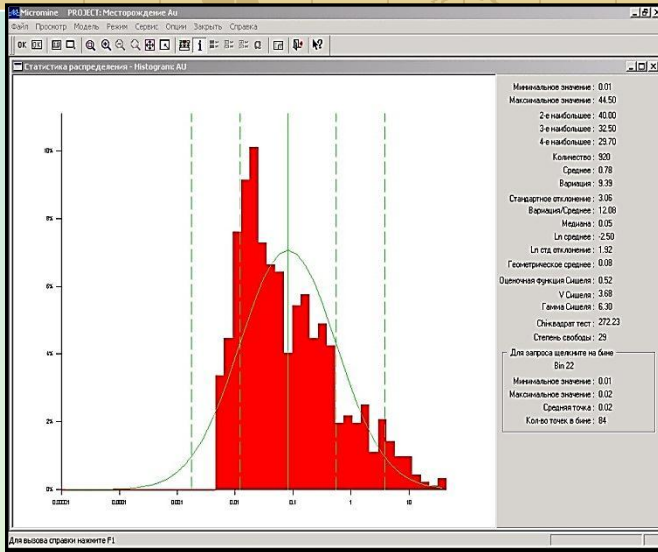 Micromine PROJECT: Месторождение Au
Файл Просмотр Модель Режим Сервис Опции Закрыть Справка
Статистика распределения - Histogram: AU
Минимальное значение : 0.01
Максимальное значение : 44.50
2-е наибольшее : 40.00
3-е наибольшее : 32.50
4-е наибольшее : 29.70
Количество : 920
Среднее : 0.78
Вариация : 9.39
Стандартное отклонение : 3.06
Вариация/Среднее : 12.08
Медиана : 0.05
Ln среднее : -2.50
Ln стд отклонение : 1.92
Геометрическое среднее : 0.08
Оценочная функция Сишеля : 0.52
V Сишеля : 3.68
Гамма Сишеля : 6.30
Chi-квадрат тест : 272.23
Степень свободы : 29
Для запроса щелкните на бине
Bin 22
Минимальное значение : 0.01
Максимальное значение : 0.02
Средняя точка : 0.02
Кол-во точек в бине : 84
10%
8%
6%
4%
2%
0%
0.00001 0.0001 0.001 0.01 0.1 1 10
Для вызова справки нажмите F1